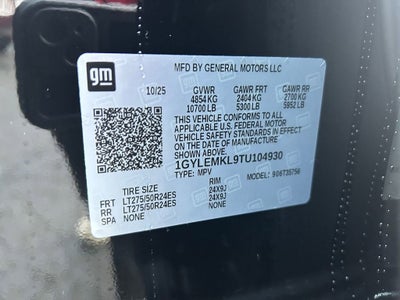 gm
MFD BY GENERAL MOTORS LLC
10/25 GVWR GAWR FRT GAWR RR
4854 KG 2404 KG 2700 KG
10700 LB 5300 LB 5952 LB
THIS VEHICLE CONFORMS TO ALL
APPLICABLE U.S. FEDERAL MOTOR
VEHICLE SAFETY STANDARDS IN EFFECT
ON THE DATE OF MANUFACTURE SHOWN ABOVE.
1GYLEMKL9TU104930
TYPE: MPV MODEL: 9D6T35756
TIRE SIZE RIM
FRT LT275/50R24ES 24X9J
RR LT275/50R24ES 24X9J
SPA NONE NONE